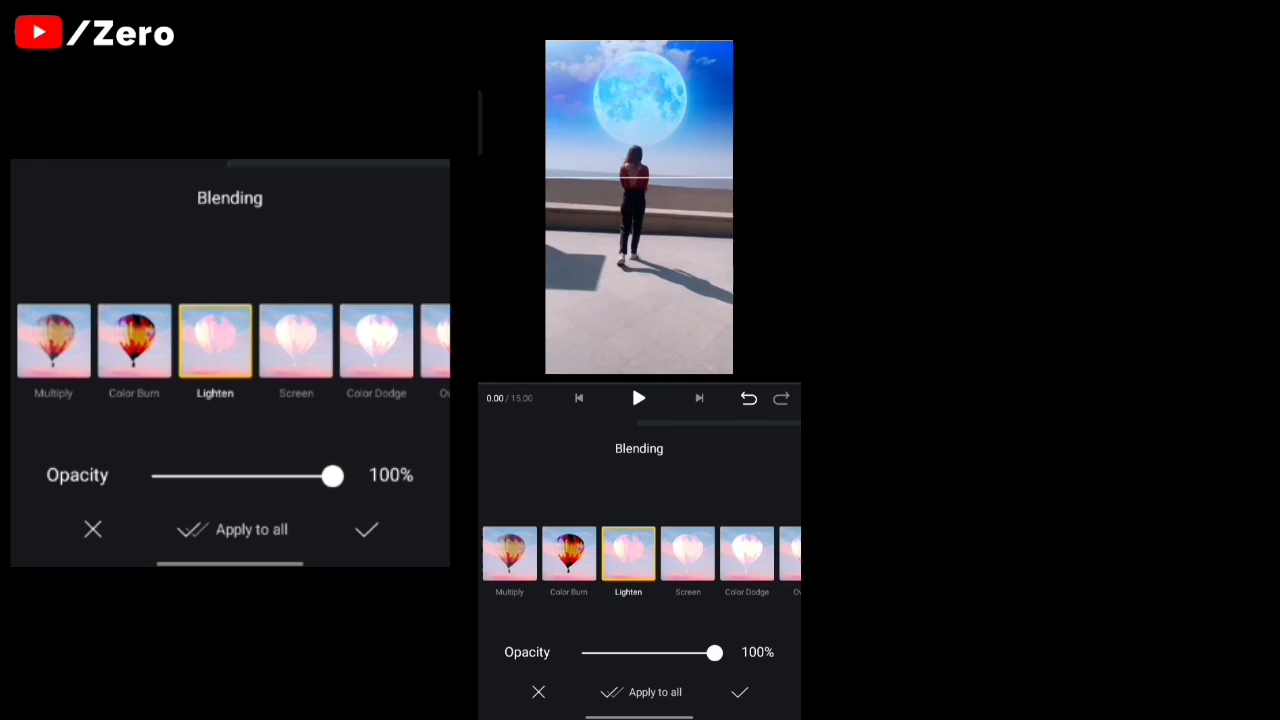 /Zero
Blending
Multiply Color Burn Lighten Screen Color Dodge
Opacity 100%
Apply to all
0.00 / 15.00
Blending
Multiply Color Burn Lighten Screen Color Dodge
Opacity 100%
Apply to all